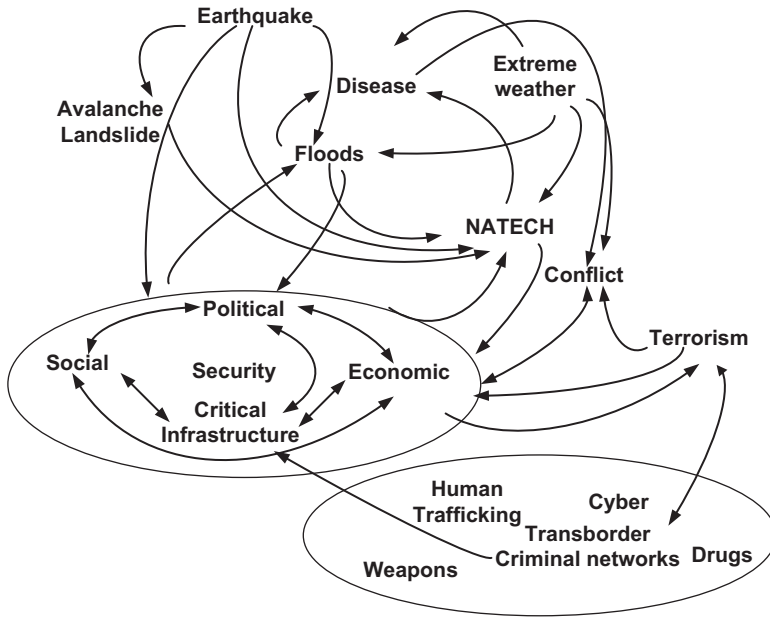 Earthquake
Extreme
weather
Disease
Avalanche
Landslide
Floods
NATECH
Conflict
Political
Terrorism
Social
Security
Economic
Critical
Infrastructure
Human
Trafficking
Cyber
Transborder
Criminal networks
Drugs
Weapons